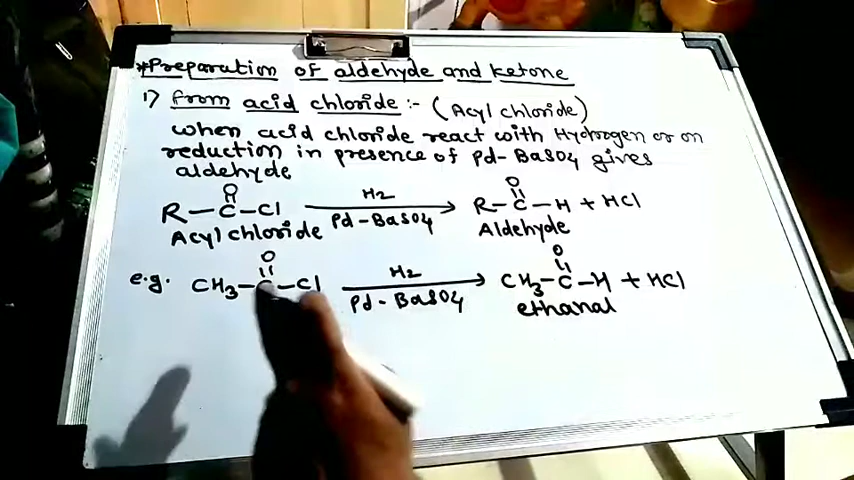 *Preparation of aldehyde and ketone
1) from acid chloride :- (Acyl chloride)
when acid chloride react with Hydrogen or on
reduction in presence of Pd-BaSO4 gives
aldehyde
O H2 O
R-C-Cl → R-C-H + HCl
Pd-BaSO4
Acyl chloride Aldehyde
O H2 O
e.g. CH3-C-Cl → CH3-C-H + HCl
Pd-BaSO4 ethanal